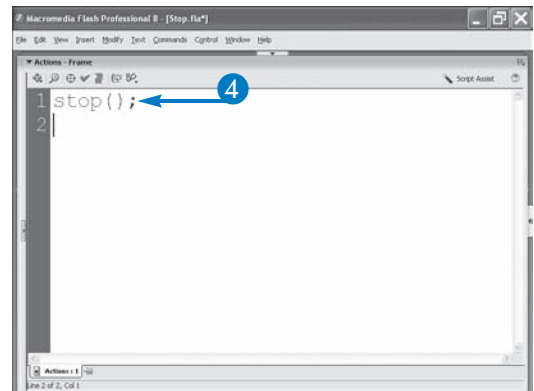 Macromedia Flash Professional 8 - [Stop.fla*]
File Edit View Insert Modify Text Commands Control Window Help
Actions - Frame
Script Assist
4
1 stop();
2
Actions : 1
Line 2 of 2, Col 1